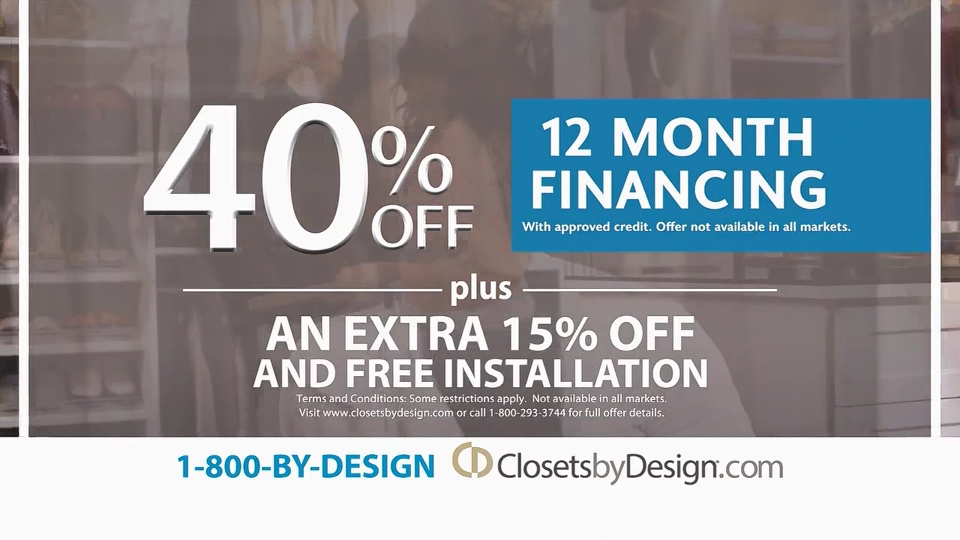 40% OFF
12 MONTH
FINANCING
With approved credit. Offer not available in all markets.
plus
AN EXTRA 15% OFF
AND FREE INSTALLATION
Terms and Conditions: Some restrictions apply. Not available in all markets.
Visit www.closetsbydesign.com or call 1-800-293-3744 for full offer details.
1-800-BY-DESIGN ClosetsbyDesign.com